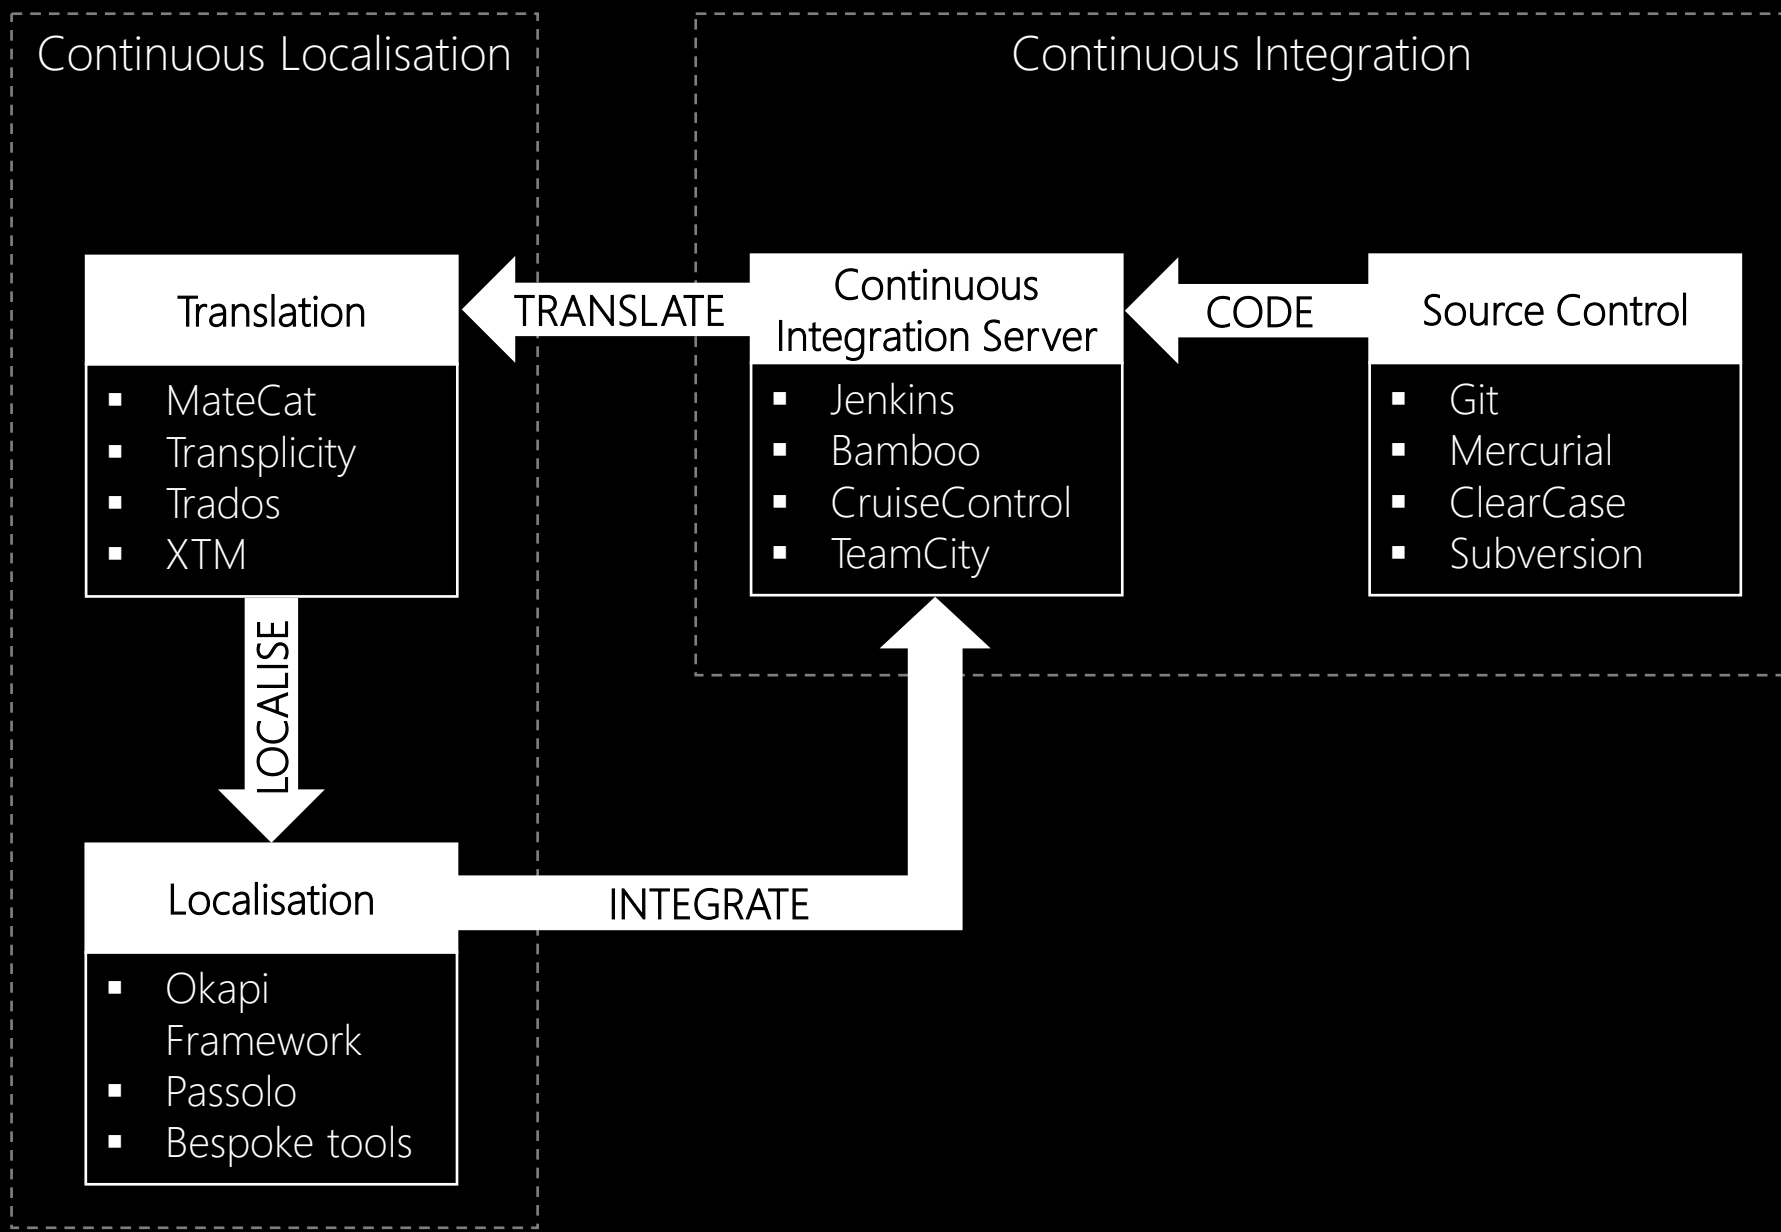 Continuous Localisation
Continuous Integration
Translation
▪ MateCat
▪ Transplicity
▪ Trados
▪ XTM
TRANSLATE
Continuous
Integration Server
▪ Jenkins
▪ Bamboo
▪ CruiseControl
▪ TeamCity
CODE
Source Control
▪ Git
▪ Mercurial
▪ ClearCase
▪ Subversion
LOCALISE
Localisation
▪ Okapi
Framework
▪ Passolo
▪ Bespoke tools
INTEGRATE